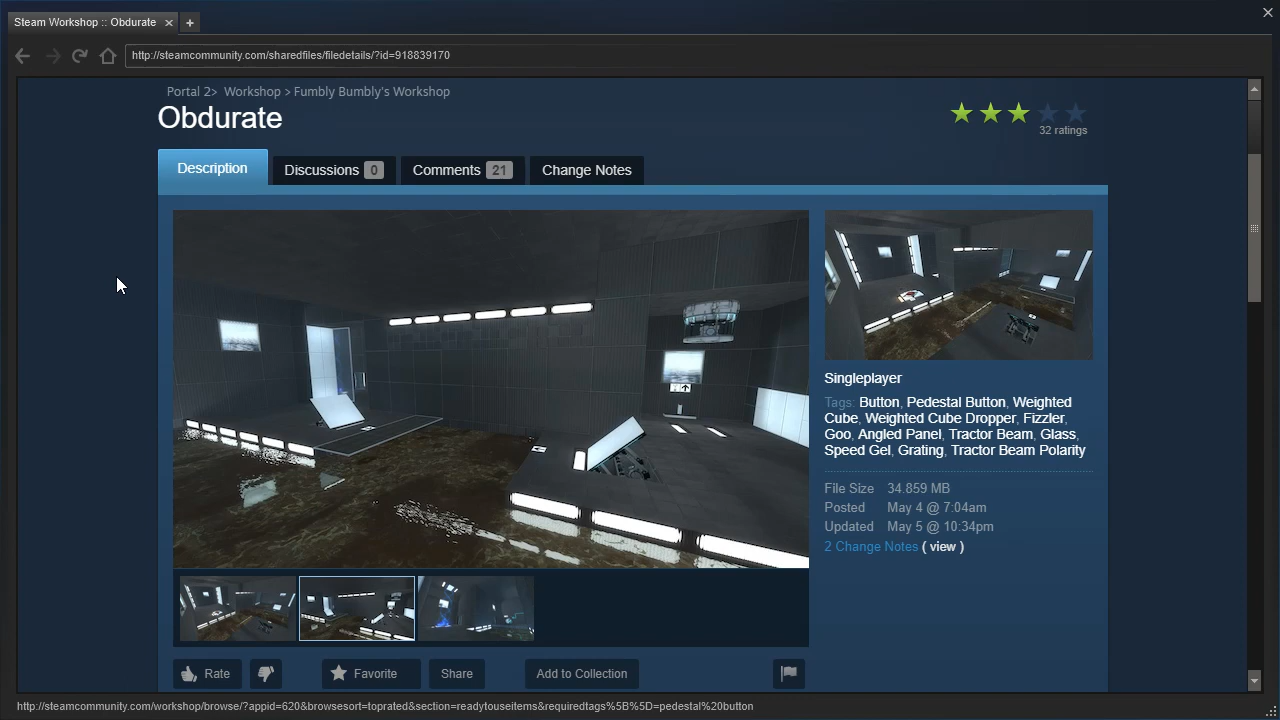 Steam Workshop :: Obdurate
http://steamcommunity.com/sharedfiles/filedetails/?id=918839170
Portal 2> Workshop > Fumbly Bumbly's Workshop
Obdurate
32 ratings
Description
Discussions 0
Comments 21
Change Notes
Singleplayer
Tags: Button, Pedestal Button, Weighted
Cube, Weighted Cube Dropper, Fizzler,
Goo, Angled Panel, Tractor Beam, Glass,
Speed Gel, Grating, Tractor Beam Polarity
File Size 34.859 MB
Posted May 4 @ 7:04am
Updated May 5 @ 10:34pm
2 Change Notes ( view )
Rate
Favorite
Share
Add to Collection
http://steamcommunity.com/workshop/browse/?appid=620&browsesort=toprated&section=readytouseitems&requiredtags%5B%5D=pedestal%20button